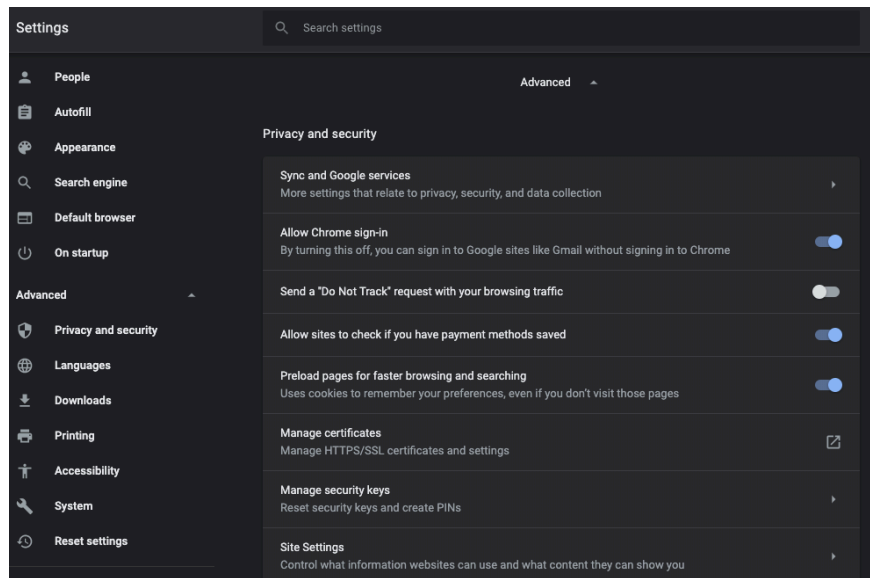 Settings
Search settings
People
Autofill
Appearance
Search engine
Default browser
On startup
Advanced
Privacy and security
Languages
Downloads
Printing
Accessibility
System
Reset settings
Advanced
Privacy and security
Sync and Google services
More settings that relate to privacy, security, and data collection
Allow Chrome sign-in
By turning this off, you can sign in to Google sites like Gmail without signing in to Chrome
Send a "Do Not Track" request with your browsing traffic
Allow sites to check if you have payment methods saved
Preload pages for faster browsing and searching
Uses cookies to remember your preferences, even if you don't visit those pages
Manage certificates
Manage HTTPS/SSL certificates and settings
Manage security keys
Reset security keys and create PINs
Site Settings
Control what information websites can use and what content they can show you